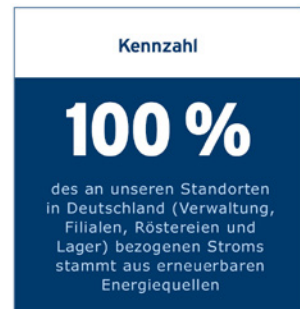 Kennzahl
100 %
des an unseren Standorten
in Deutschland (Verwaltung,
Filialen, Röstereien und
Lager) bezogenen Stroms
stammt aus erneuerbaren
Energiequellen